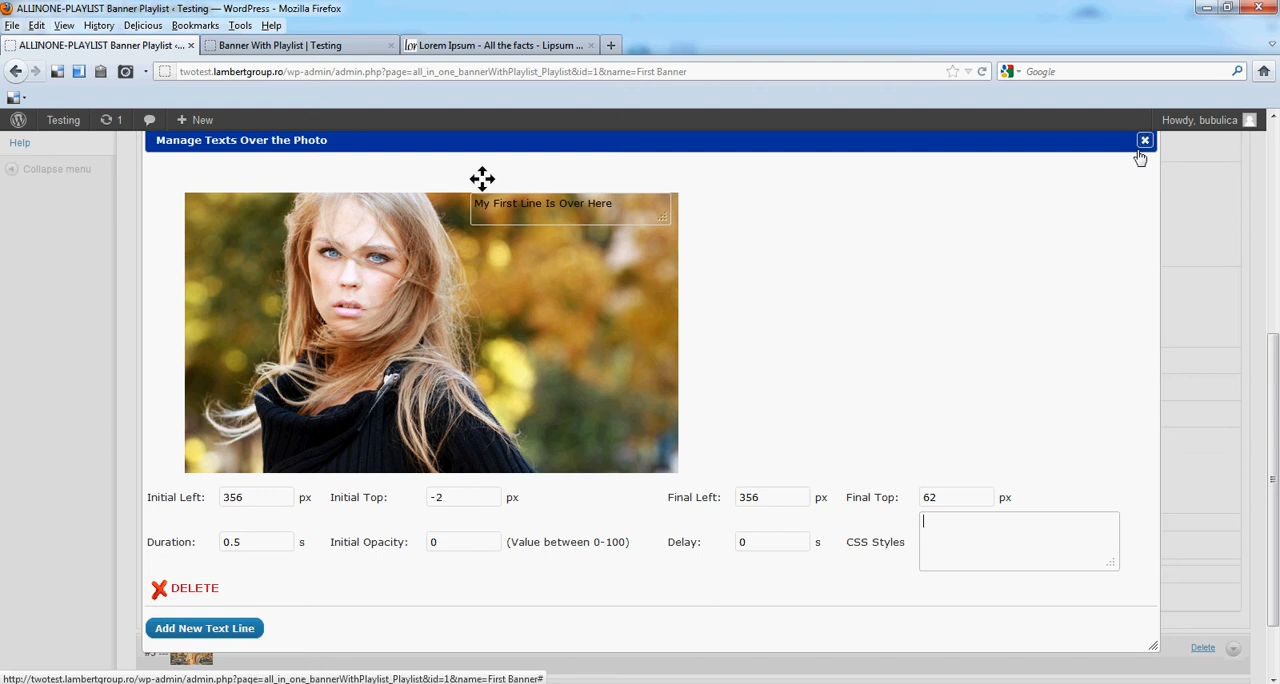 ALLINONE-PLAYLIST Banner Playlist ‹ Testing — WordPress - Mozilla Firefox
File Edit View History Delicious Bookmarks Tools Help
ALLINONE-PLAYLIST Banner Playlist ‹... × Banner With Playlist | Testing × Lorem Ipsum - All the facts - Lipsum ... × +
twotest.lambertgroup.ro/wp-admin/admin.php?page=all_in_one_bannerWithPlaylist_Playlist&id=1&name=First Banner Google
Testing 1 + New Howdy, bubulica
Help Manage Texts Over the Photo
Collapse menu
My First Line Is Over Here
Initial Left: 356 px Initial Top: -2 px Final Left: 356 px Final Top: 62 px
Duration: 0.5 s Initial Opacity: 0 (Value between 0-100) Delay: 0 s CSS Styles
DELETE
Add New Text Line
Delete
http://twotest.lambertgroup.ro/wp-admin/admin.php?page=all_in_one_bannerWithPlaylist_Playlist&id=1&name=First Banner#